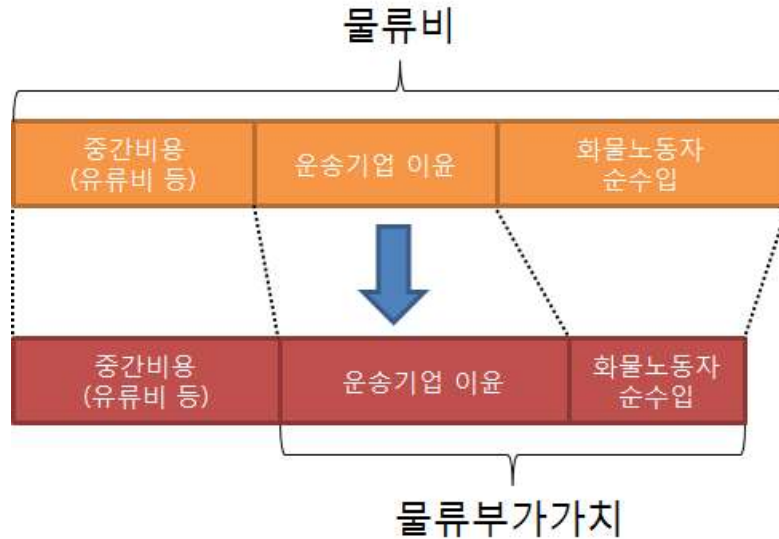 물류비
중간비용
(유류비 등)
운송기업 이윤
화물노동자
순수입
중간비용
(유류비 등)
운송기업 이윤
화물노동자
순수입
물류부가가치